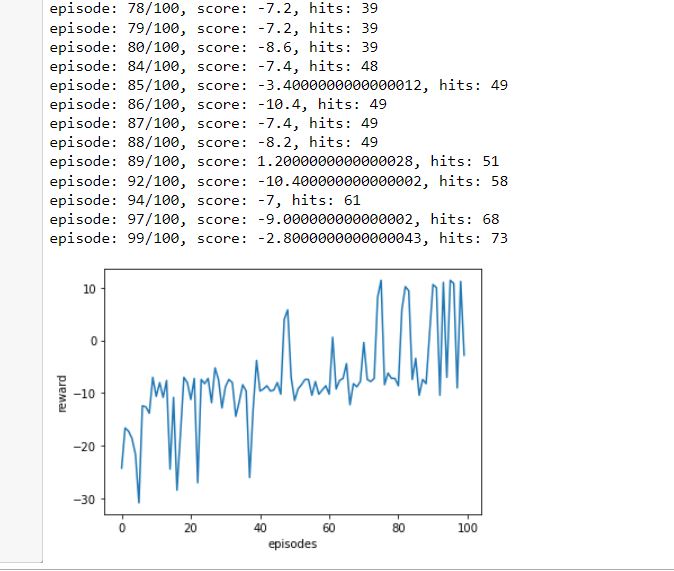 episode: 78/100, score: -7.2, hits: 39
episode: 79/100, score: -7.2, hits: 39
episode: 80/100, score: -8.6, hits: 39
episode: 84/100, score: -7.4, hits: 48
episode: 85/100, score: -3.4000000000000012, hits: 49
episode: 86/100, score: -10.4, hits: 49
episode: 87/100, score: -7.4, hits: 49
episode: 88/100, score: -8.2, hits: 49
episode: 89/100, score: 1.2000000000000028, hits: 51
episode: 92/100, score: -10.400000000000002, hits: 58
episode: 94/100, score: -7, hits: 61
episode: 97/100, score: -9.000000000000002, hits: 68
episode: 99/100, score: -2.8000000000000043, hits: 73
10
0
−10
−20
−30
reward
0 20 40 60 80 100
episodes